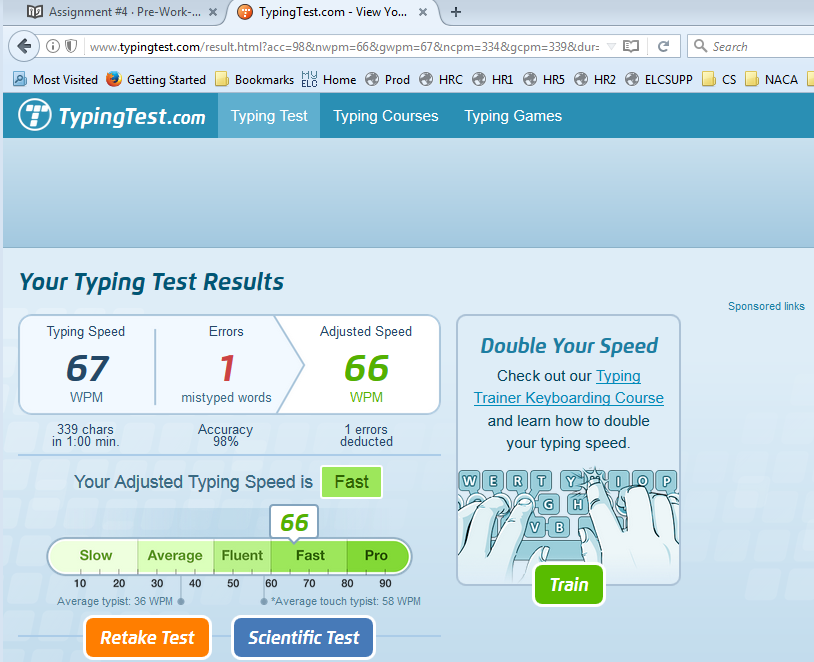 Assignment #4 · Pre-Work-...
TypingTest.com - View Yo...
www.typingtest.com/result.html?acc=98&nwpm=66&gwpm=67&ncpm=334&gcpm=339&dur=
Search
Most Visited
Getting Started
Bookmarks
MY ELC
Home
Prod
HRC
HR1
HR5
HR2
ELCSUPP
CS
NACA
TypingTest.com
Typing Test
Typing Courses
Typing Games
Your Typing Test Results
Sponsored links
Typing Speed
Errors
Adjusted Speed
67
1
66
WPM
mistyped words
WPM
339 chars
in 1:00 min.
Accuracy
98%
1 errors
deducted
Your Adjusted Typing Speed is Fast
66
Slow Average Fluent Fast Pro
10 20 30 40 50 60 70 80 90
Average typist: 36 WPM
*Average touch typist: 58 WPM
Retake Test
Scientific Test
Double Your Speed
Check out our Typing
Trainer Keyboarding Course
and learn how to double
your typing speed.
W E R T Y I O P
G H
V B
Train